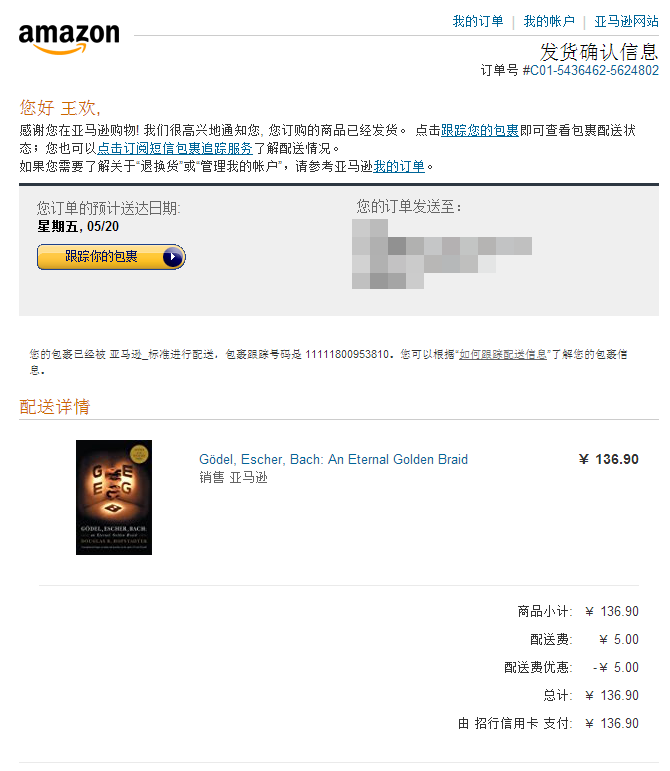 amazon
我的订单 | 我的帐户 | 亚马逊网站
发货确认信息
订单号 #C01-5436462-5624802
您好 王欢,
感谢您在亚马逊购物! 我们很高兴地通知您, 您订购的商品已经发货。 点击跟踪您的包裹即可查看包裹配送状
态；您也可以点击订阅短信包裹追踪服务了解配送情况。
如果您需要了解关于“退换货”或“管理我的帐户”，请参考亚马逊我的订单。
您订单的预计送达日期:
星期五, 05/20
跟踪你的包裹
您的订单发送至：
您的包裹已经被 亚马逊_标准进行配送，包裹跟踪号码是 11111800953810。您可以根据“如何跟踪配送信息”了解您的包裹信
息。
配送详情
GÖDEL, ESCHER, BACH:
an Eternal Golden Braid
DOUGLAS R. HOFSTADTER
Gödel, Escher, Bach: An Eternal Golden Braid
￥ 136.90
销售 亚马逊
商品小计: ￥ 136.90
配送费: ￥ 5.00
配送费优惠: -￥ 5.00
总计: ￥ 136.90
由 招行信用卡 支付: ￥ 136.90